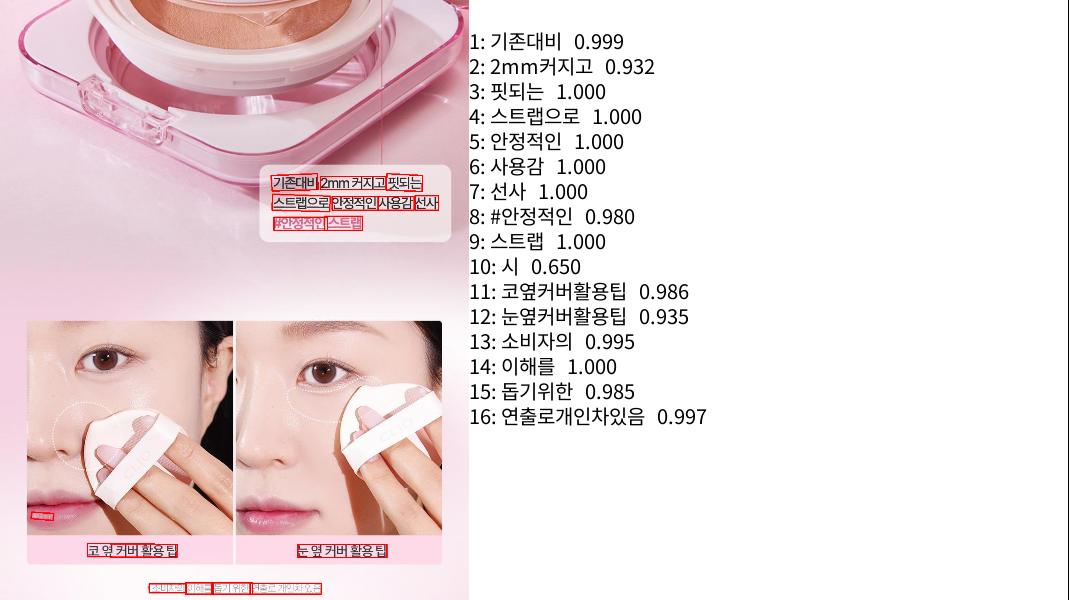 기존대비 2mm 커지고 핏되는
스트랩으로 안정적인 사용감 선사
#안정적인 스트랩
CLIO
CLIO
코 옆 커버 활용 팁
눈 옆 커버 활용 팁
소비자의 이해를 돕기 위한 연출로 개인차 있음
1: 기존대비 0.999
2: 2mm커지고 0.932
3: 핏되는 1.000
4: 스트랩으로 1.000
5: 안정적인 1.000
6: 사용감 1.000
7: 선사 1.000
8: #안정적인 0.980
9: 스트랩 1.000
10: 시 0.650
11: 코옆커버활용팁 0.986
12: 눈옆커버활용팁 0.935
13: 소비자의 0.995
14: 이해를 1.000
15: 돕기위한 0.985
16: 연출로개인차있음 0.997